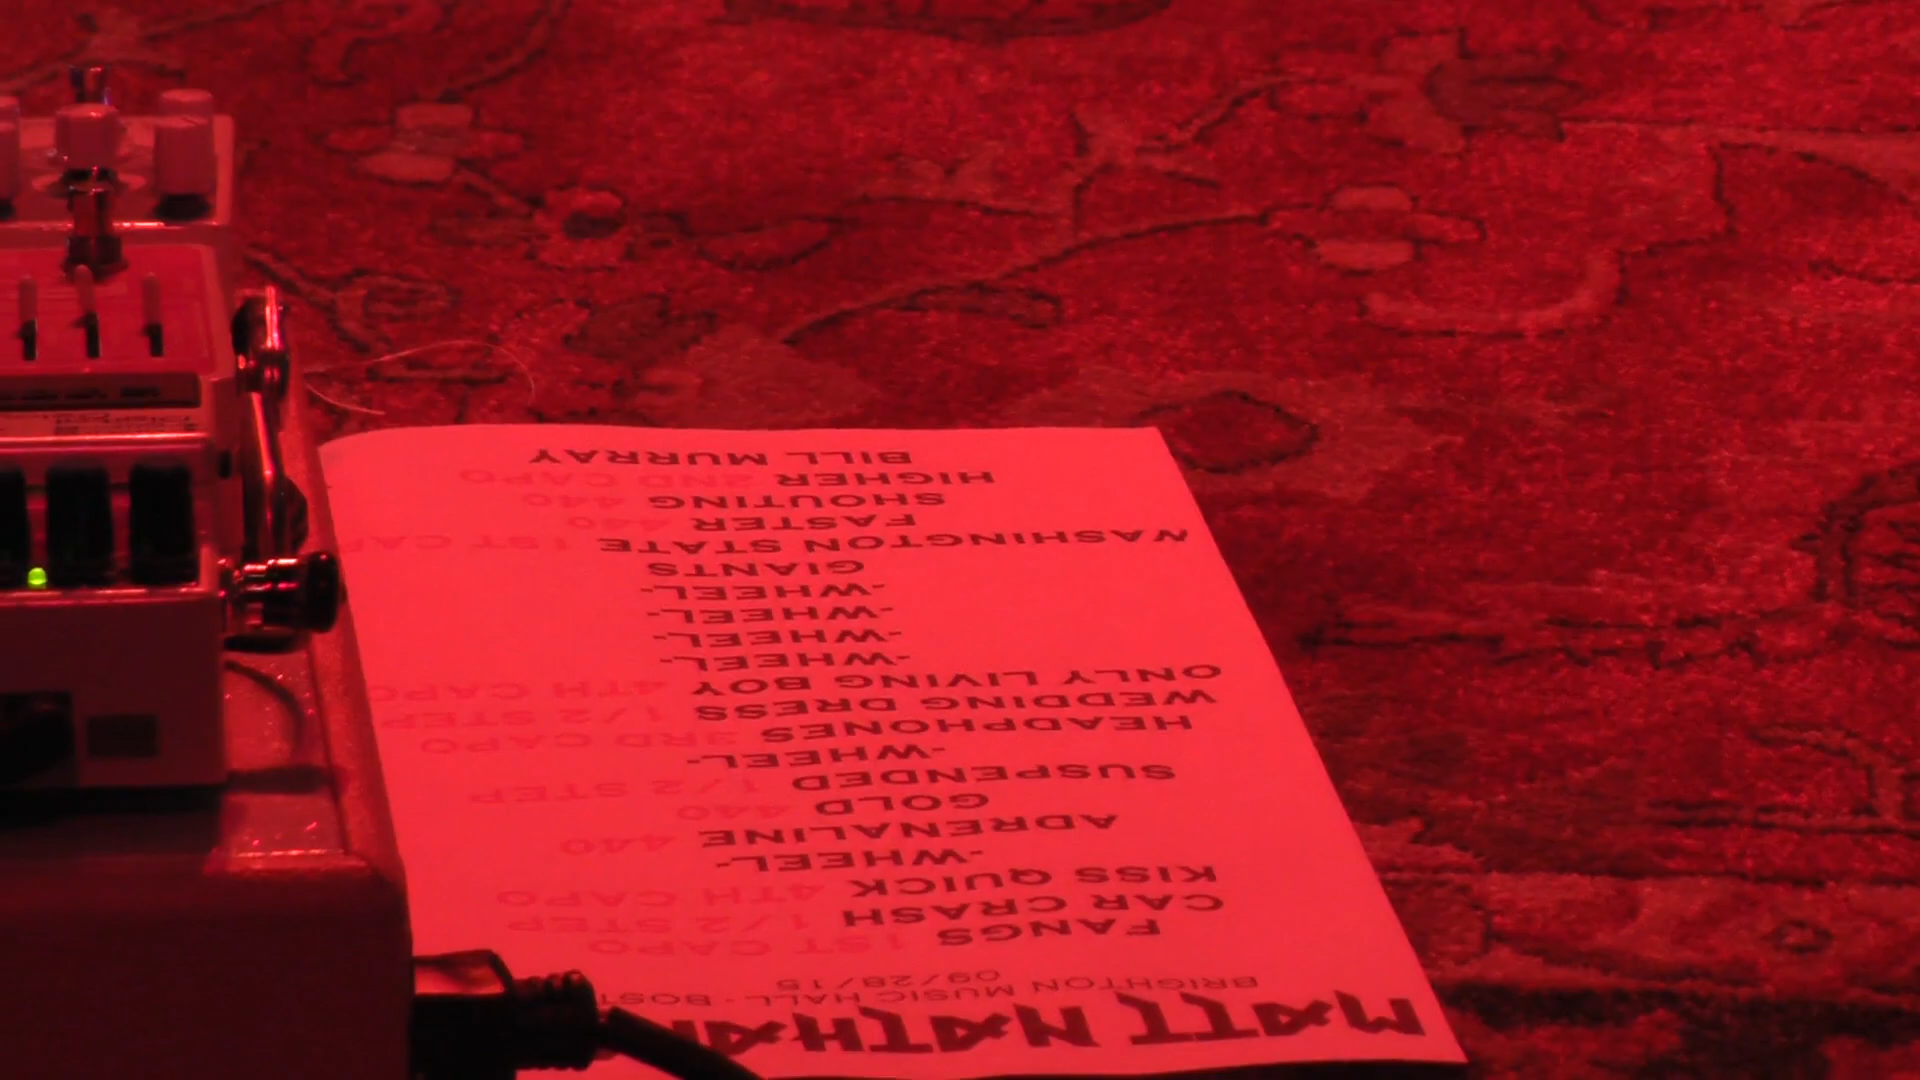 MATT NATHAN
BRIGHTON MUSIC HALL - BOST
09/28/15
FANGS 1ST CAPO
CAR CRASH 1/2 STEP
KISS QUICK 4TH CAPO
-WHEEL-
ADRENALINE 440
GOLD 440
SUSPENDED 1/2 STEP
-WHEEL-
HEADPHONES 3RD CAPO
WEDDING DRESS 1/2 STEP
ONLY LIVING BOY 4TH CAPO
-WHEEL-
-WHEEL-
-WHEEL-
-WHEEL-
GIANTS
WASHINGTON STATE 1ST CAP
FASTER 440
SHOUTING 440
HIGHER 2ND CAPO
BILL MURRAY